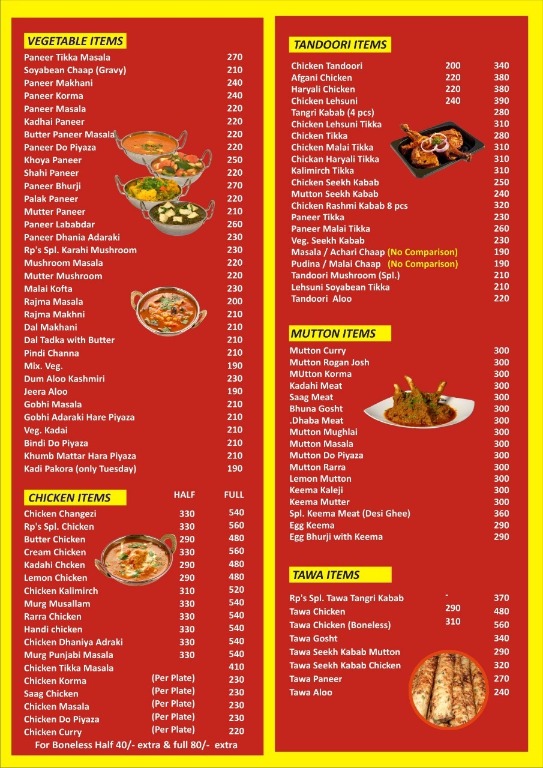 VEGETABLE ITEMS
Paneer Tikka Masala 270
Soyabean Chaap (Gravy) 210
Paneer Makhani 240
Paneer Korma 240
Paneer Masala 220
Kadhai Paneer 220
Butter Paneer Masala 220
Paneer Do Piyaza 220
Khoya Paneer 250
Shahi Paneer 220
Paneer Bhurji 270
Palak Paneer 220
Mutter Paneer 210
Paneer Lababdar 260
Paneer Dhania Adaraki 230
Rp's Spl. Karahi Mushroom 230
Mushroom Masala 220
Mutter Mushroom 220
Malai Kofta 230
Rajma Masala 200
Rajma Makhni 210
Dal Makhani 210
Dal Tadka with Butter 210
Pindi Channa 210
Mix. Veg. 190
Dum Aloo Kashmiri 230
Jeera Aloo 190
Gobhi Masala 210
Gobhi Adaraki Hare Piyaza 210
Veg. Kadai 210
Bindi Do Piyaza 210
Khumb Mattar Hara Piyaza 210
Kadi Pakora (only Tuesday) 190
CHICKEN ITEMS HALF FULL
Chicken Changezi 330 540
Rp's Spl. Chicken 330 560
Butter Chicken 290 480
Cream Chicken 330 560
Kadahi Chcken 290 480
Lemon Chicken 290 480
Chicken Kalimirch 310 520
Murg Musallam 330 540
Rarra Chicken 330 540
Handi chicken 330 540
Chicken Dhaniya Adraki 330 540
Murg Punjabi Masala 330 540
Chicken Tikka Masala 410
Chicken Korma (Per Plate) 230
Saag Chicken (Per Plate) 230
Chicken Masala (Per Plate) 230
Chicken Do Piyaza (Per Plate) 230
Chicken Curry (Per Plate) 220
For Boneless Half 40/- extra & full 80/- extra
TANDOORI ITEMS
Chicken Tandoori 200 340
Afgani Chicken 220 380
Haryali Chicken 220 380
Chicken Lehsuni 240 390
Tangri Kabab (4 pcs) 280
Chicken Lehsuni Tikka 310
Chicken Tikka 280
Chicken Malai Tikka 310
Chickan Haryali Tikka 310
Kalimirch Tikka 310
Chicken Seekh Kabab 250
Mutton Seekh Kabab 240
Chicken Rashmi Kabab 8 pcs 320
Paneer Tikka 230
Paneer Malai Tikka 260
Veg. Seekh Kabab 230
Masala / Achari Chaap (No Comparison) 190
Pudina / Malai Chaap (No Comparison) 190
Tandoori Mushroom (Spl.) 210
Lehsuni Soyabean Tikka 210
Tandoori Aloo 220
MUTTON ITEMS
Mutton Curry 300
Mutton Rogan Josh 300
MUtton Korma 300
Kadahi Meat 300
Saag Meat 300
Bhuna Gosht 300
.Dhaba Meat 300
Mutton Mughlai 300
Mutton Masala 300
Mutton Do Piyaza 300
Mutton Rarra 300
Lemon Mutton 300
Keema Kaleji 300
Keema Mutter 300
Spl. Keema Meat (Desi Ghee) 360
Egg Keema 290
Egg Bhurji with Keema 290
TAWA ITEMS
Rp's Spl. Tawa Tangri Kabab - 370
Tawa Chicken 290 480
Tawa Chicken (Boneless) 310 560
Tawa Gosht 340
Tawa Seekh Kabab Mutton 290
Tawa Seekh Kabab Chicken 320
Tawa Paneer 270
Tawa Aloo 240